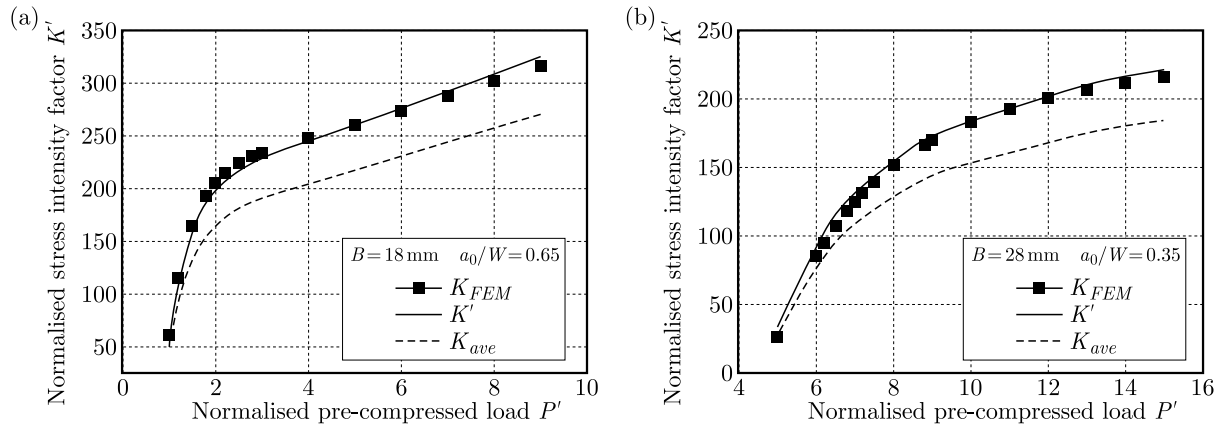 (a)
Normalised stress intensity factor K'
350
300
250
200
150
100
50
0
2
4
6
8
10
Normalised pre-compressed load P'
B = 18 mm a0/W = 0.65
KFEM
K'
Kave
(b)
Normalised stress intensity factor K'
250
200
150
100
50
0
4
6
8
10
12
14
16
Normalised pre-compressed load P'
B = 28 mm a0/W = 0.35
KFEM
K'
Kave